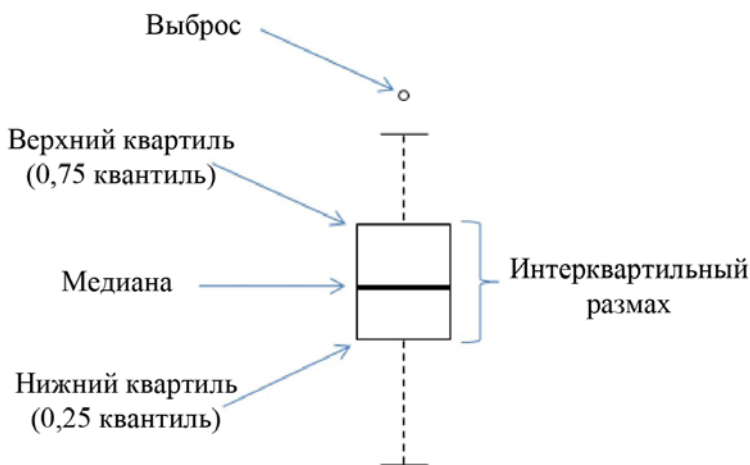 Выброс
Верхний квартиль
(0,75 квантиль)
Медиана
Интерквартильный
размах
Нижний квартиль
(0,25 квантиль)